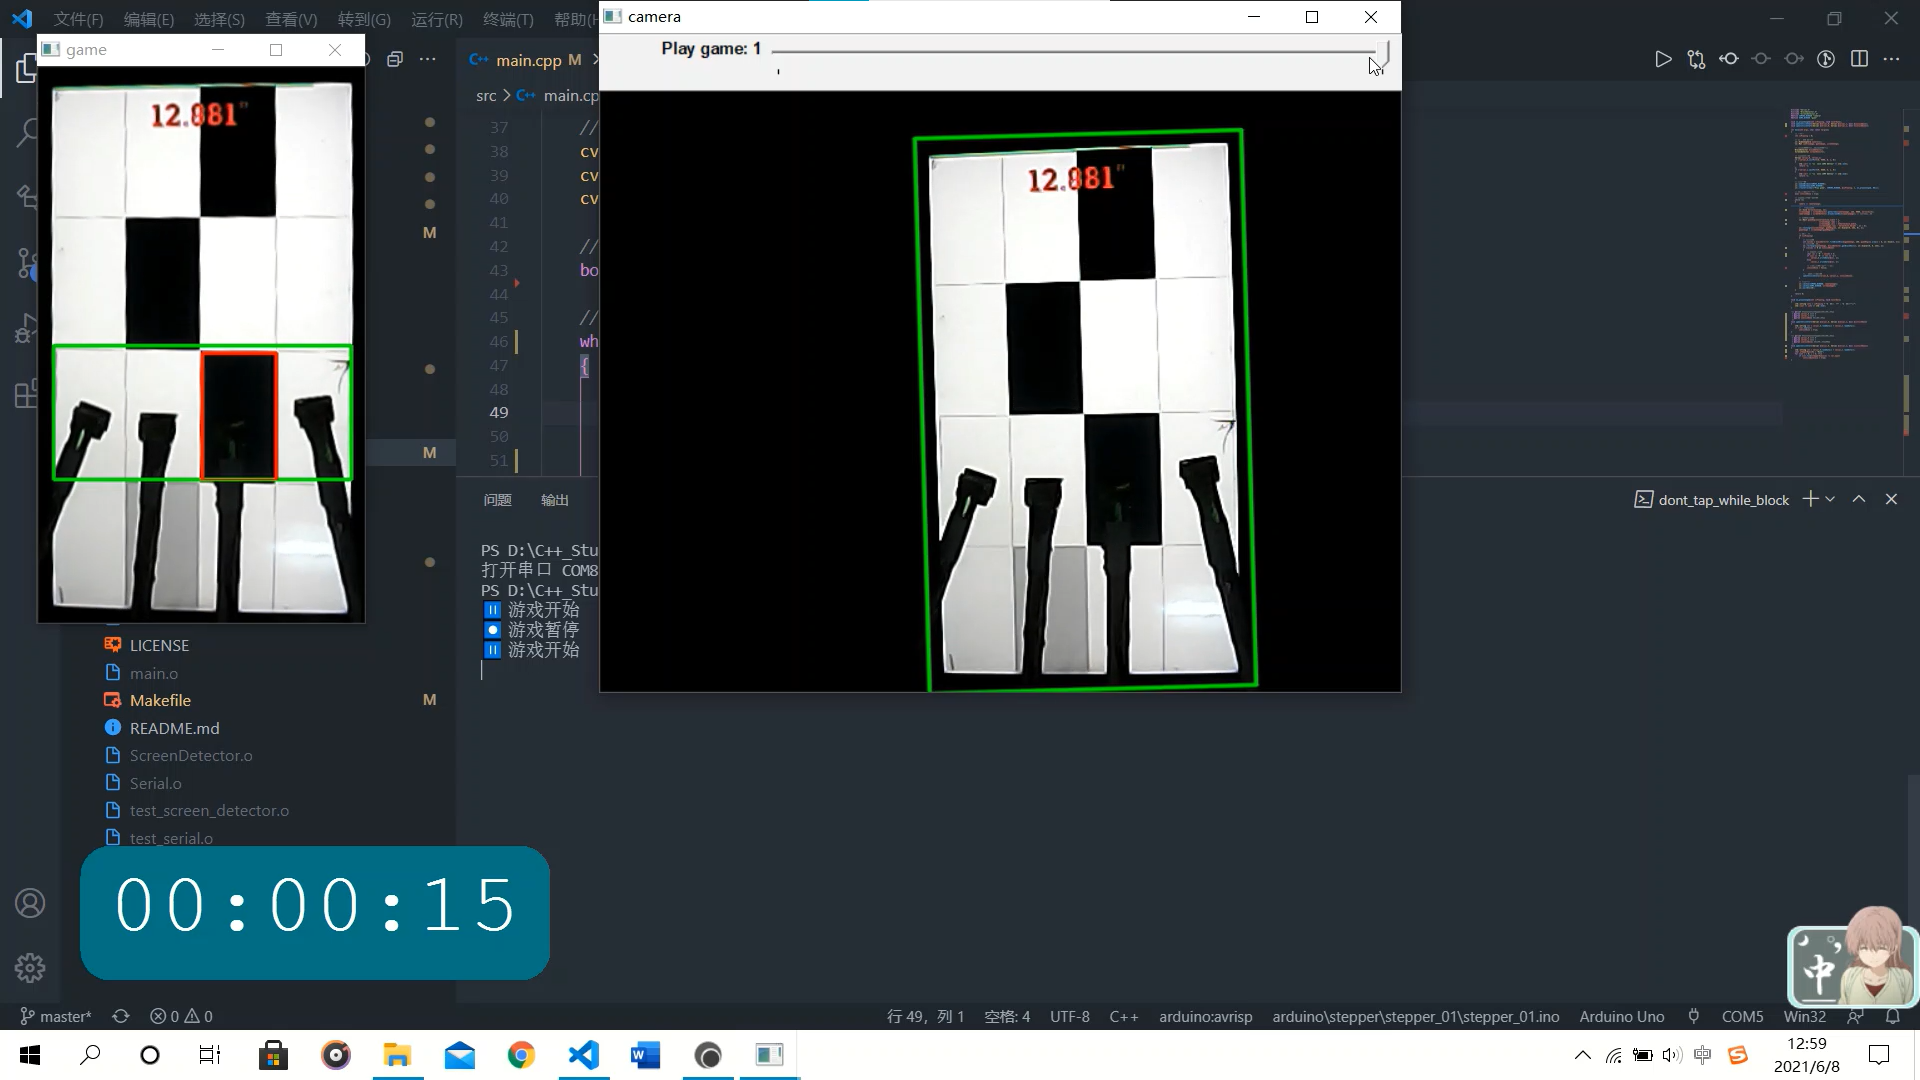 文件(F) 编辑(E) 选择(S) 查看(V) 转到(G) 运行(R) 终端(T) 帮助(H
game
camera
Play game: 1
main.cpp M
src > main.cp
12.881"
12.881"
37 //
38 cv
39 cv
40 cv
41
42 //
43 bo
44
45 //
46 wh
47 {
48
49
50
51
M
M
问题 输出
dont_tap_while_block
PS D:\C++_Stu
打开串口 COM8
PS D:\C++_Stu
游戏开始
游戏暂停
游戏开始
LICENSE
main.o
Makefile M
README.md
ScreenDetector.o
Serial.o
test_screen_detector.o
test_serial.o
00:00:15
中
master* 0 0 行 49，列 1 空格: 4 UTF-8 C++ arduino:avrisp arduino\stepper\stepper_01\stepper_01.ino Arduino Uno COM5 Win32
中
12:59
2021/6/8